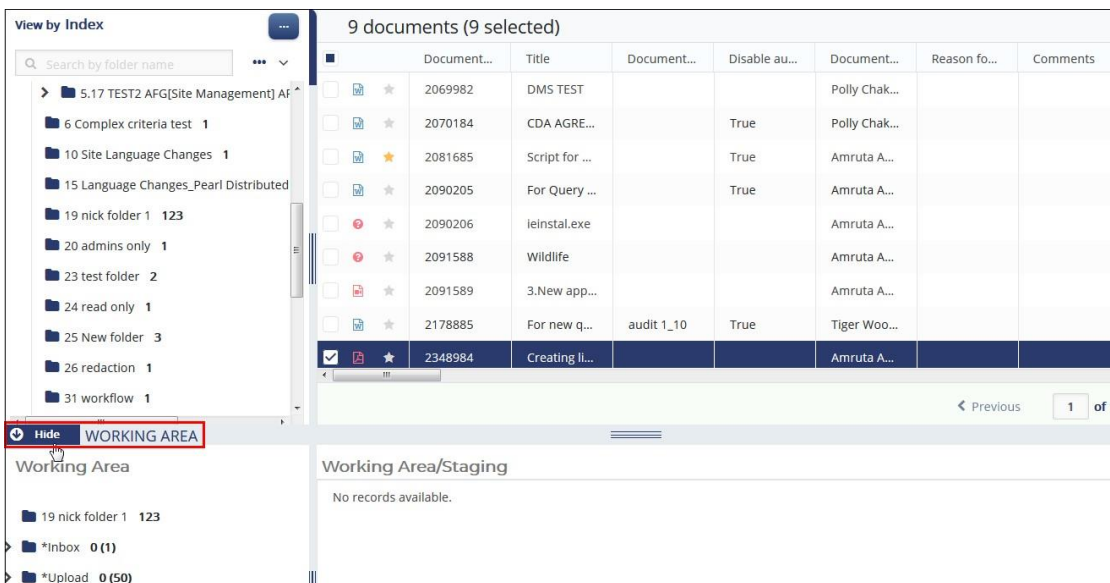 View by Index
...
9 documents (9 selected)
Search by folder name
Document... Title Document... Disable au... Document... Reason fo... Comments
5.17 TEST2 AFG[Site Management] AF
6 Complex criteria test 1
10 Site Language Changes 1
15 Language Changes_Pearl Distributed
19 nick folder 1 123
20 admins only 1
23 test folder 2
24 read only 1
25 New folder 3
26 redaction 1
31 workflow 1
2069982 DMS TEST Polly Chak...
2070184 CDA AGRE... True Polly Chak...
2081685 Script for ... True Amruta A...
2090205 For Query ... True Amruta A...
2090206 ieinstal.exe Amruta A...
2091588 Wildlife Amruta A...
2091589 3.New app... Amruta A...
2178885 For new q... audit 1_10 True Tiger Woo...
2348984 Creating li... Amruta A...
Previous 1 of
Hide WORKING AREA
Working Area
19 nick folder 1 123
*Inbox 0 (1)
*Upload 0 (50)
Working Area/Staging
No records available.